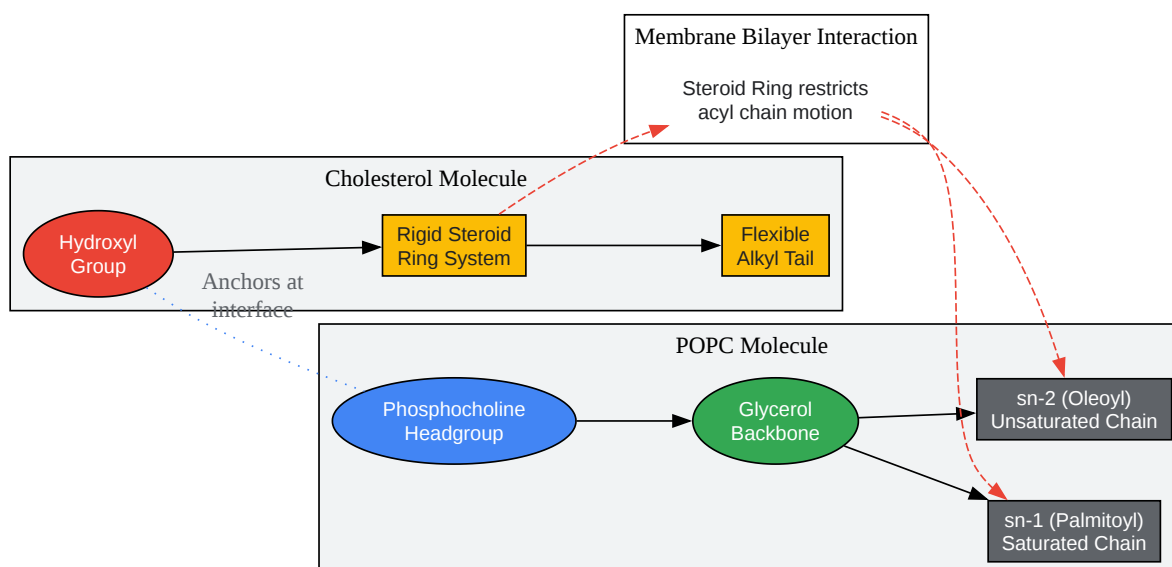 Membrane Bilayer Interaction
Steroid Ring restricts
acyl chain motion
Cholesterol Molecule
Hydroxyl
Group
Rigid Steroid
Ring System
Flexible
Alkyl Tail
Anchors at
interface
POPC Molecule
Phosphocholine
Headgroup
Glycerol
Backbone
sn-2 (Oleoyl)
Unsaturated Chain
sn-1 (Palmitoyl)
Saturated Chain